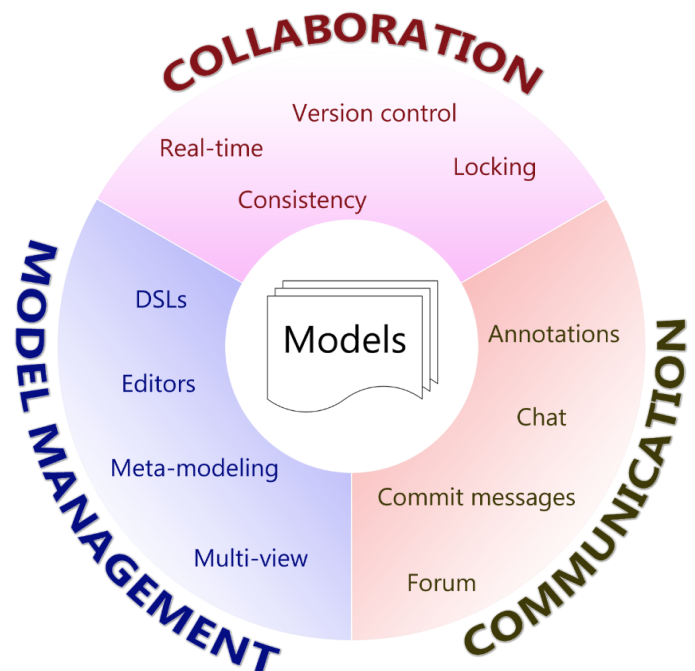 COLLABORATION
Version control
Real-time
Locking
Consistency
MODEL MANAGEMENT
DSLs
Editors
Meta-modeling
Multi-view
Models
COMMUNICATION
Annotations
Chat
Commit messages
Forum